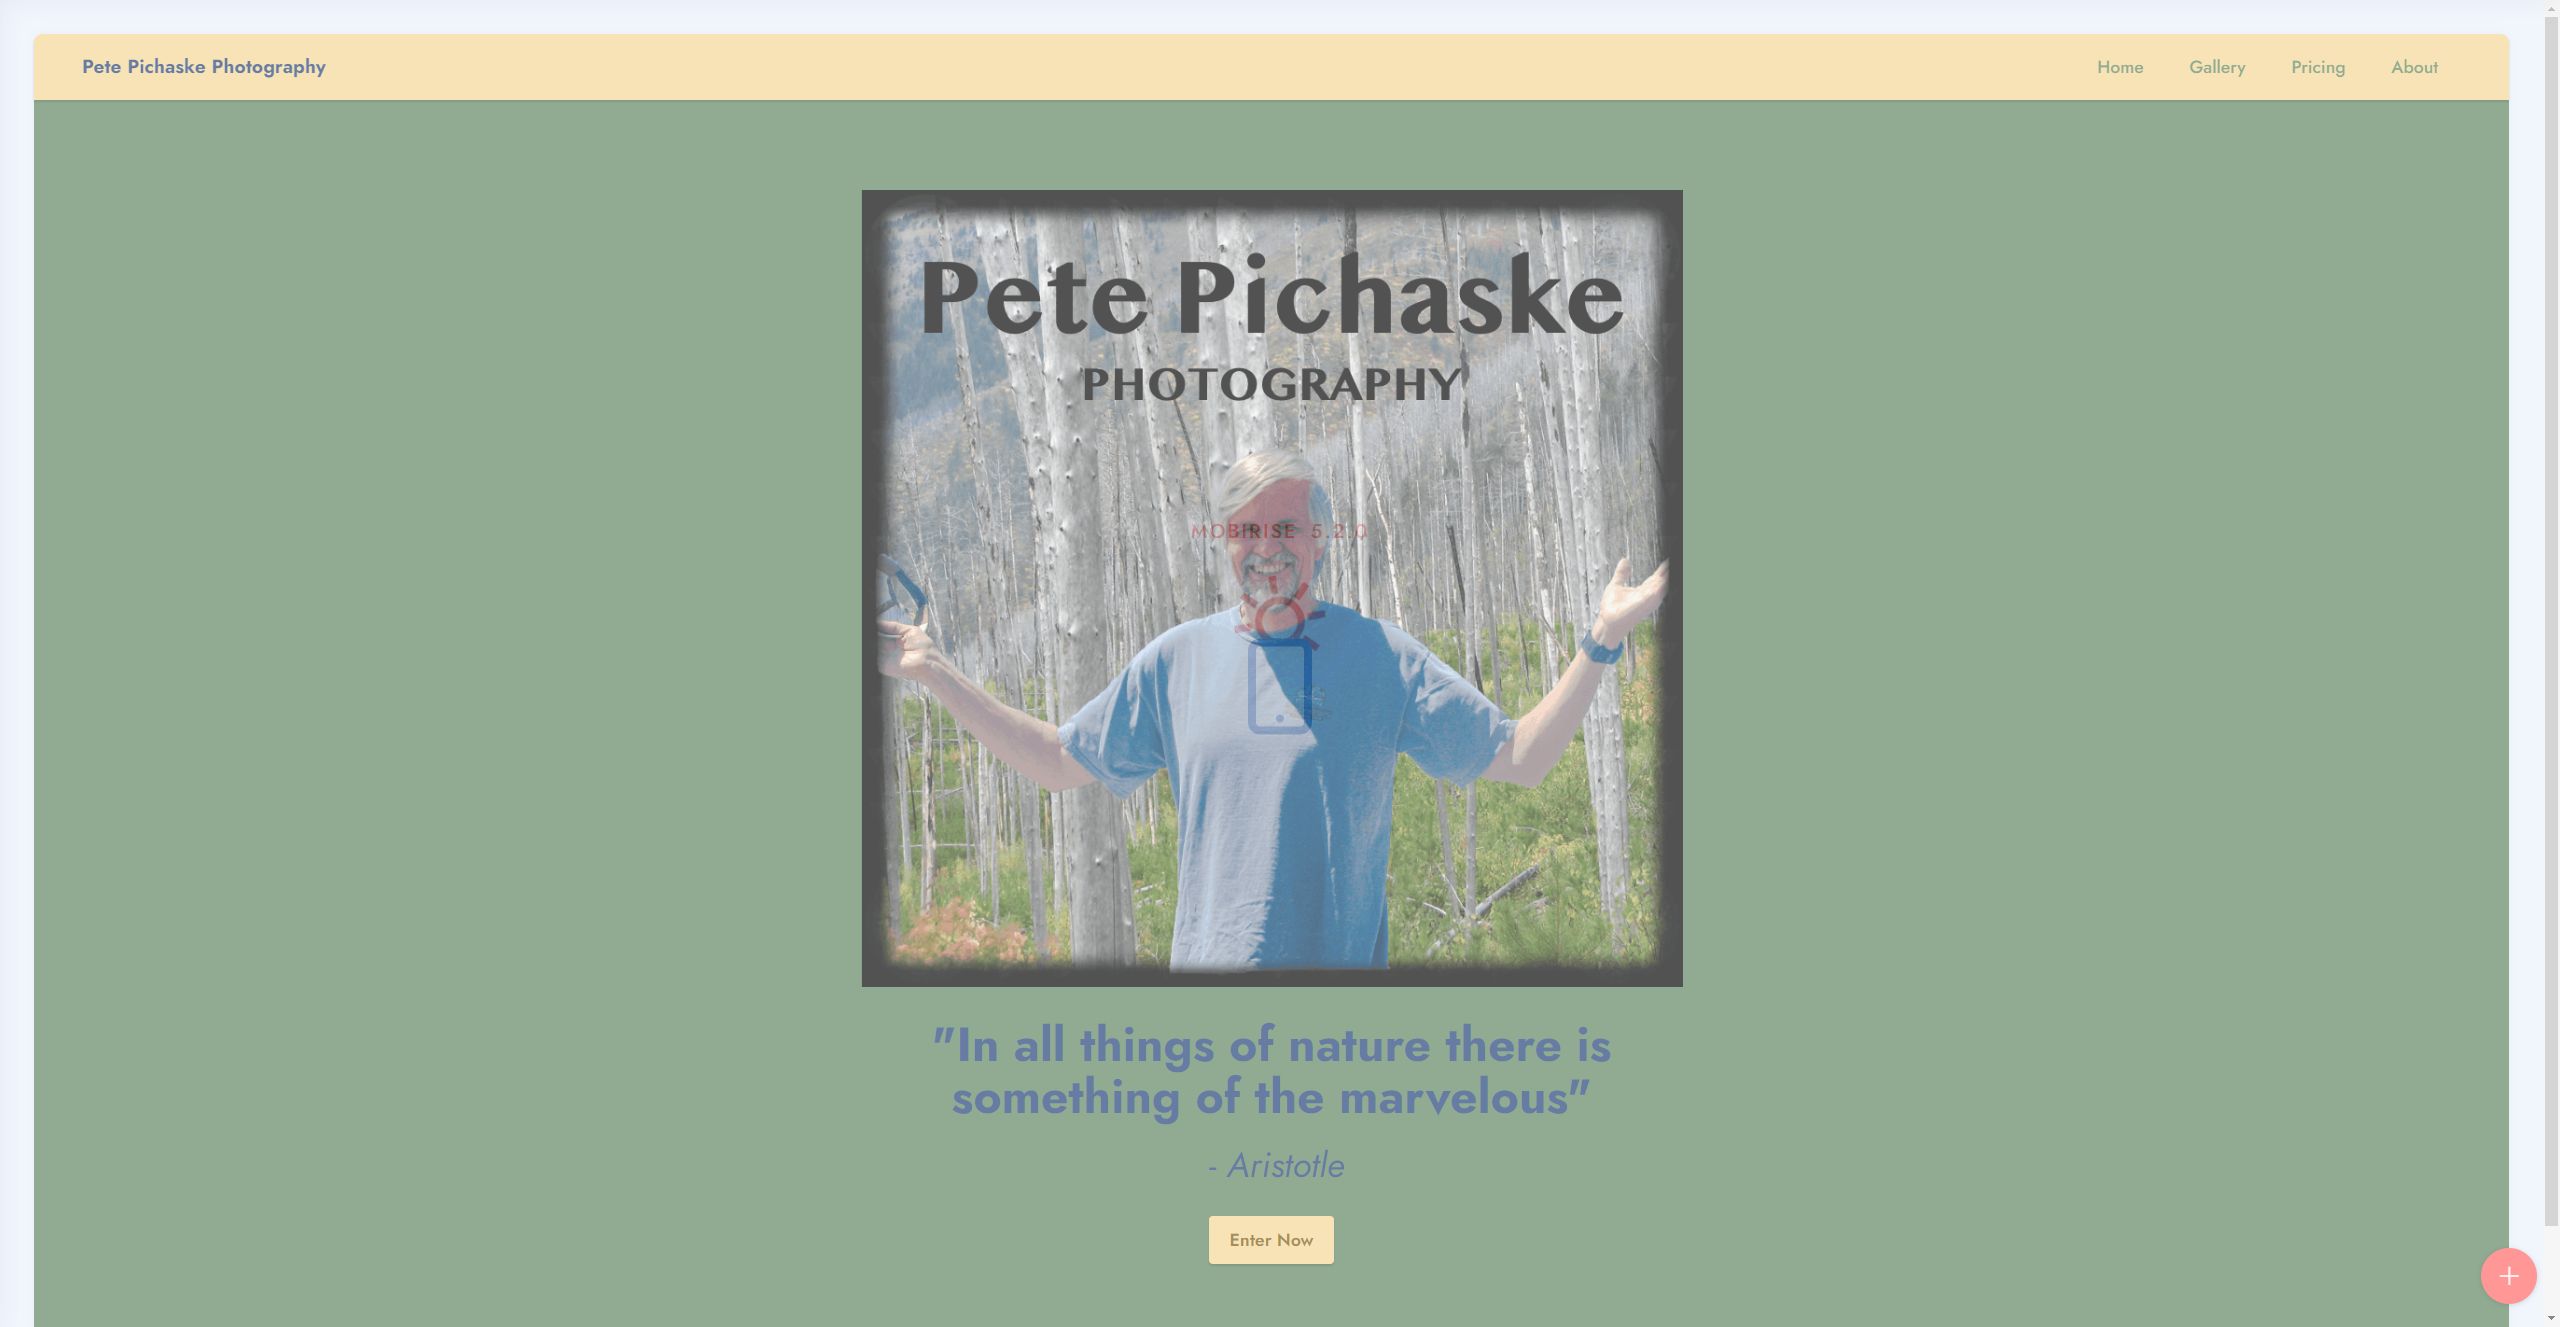 Pete Pichaske Photography
Home Gallery Pricing About
Pete Pichaske
PHOTOGRAPHY
MOBIRISE 5.2.0
"In all things of nature there is
something of the marvelous"
- Aristotle
Enter Now